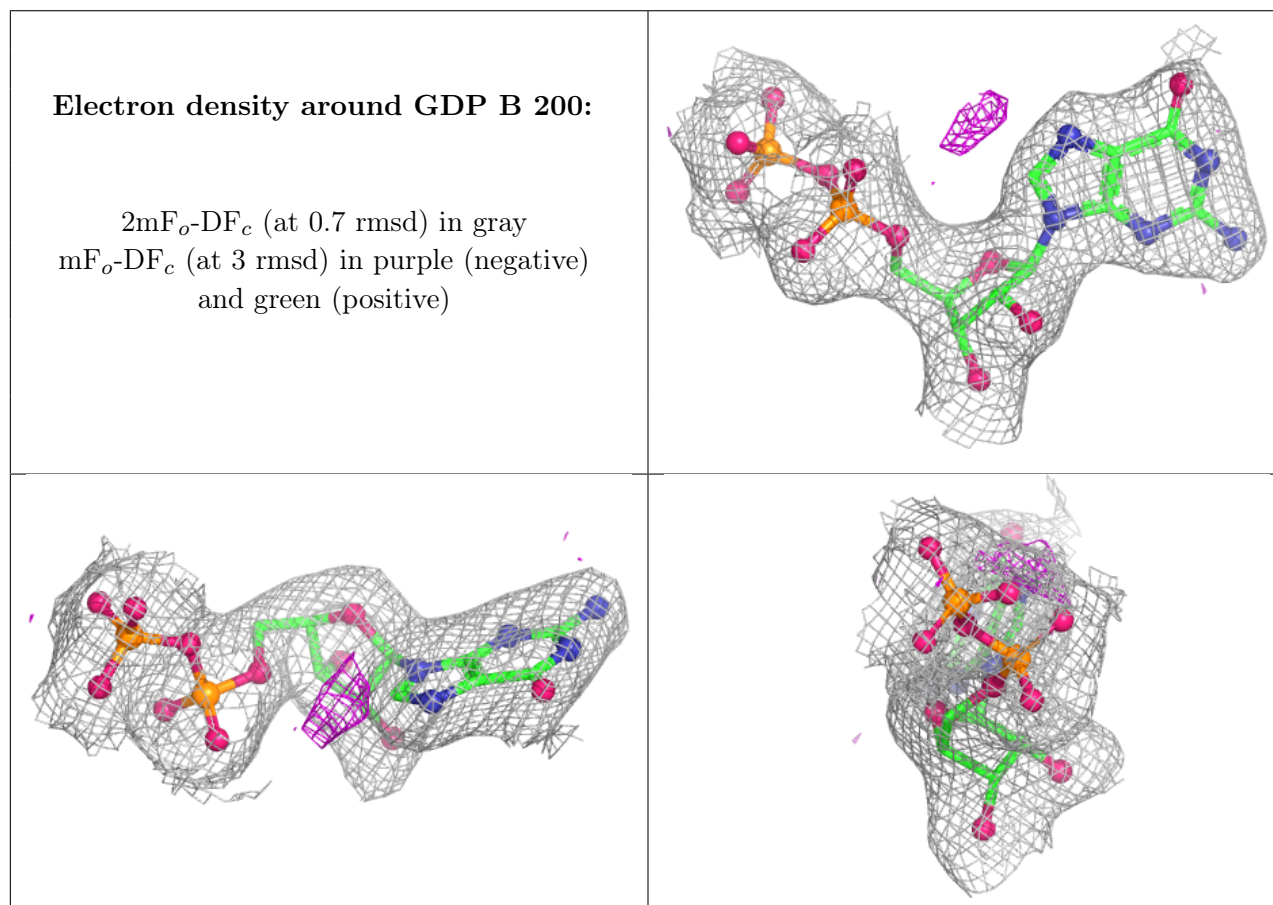 Electron density around GDP B 200:
2mFo-DFc (at 0.7 rmsd) in gray
mFo-DFc (at 3 rmsd) in purple (negative)
and green (positive)